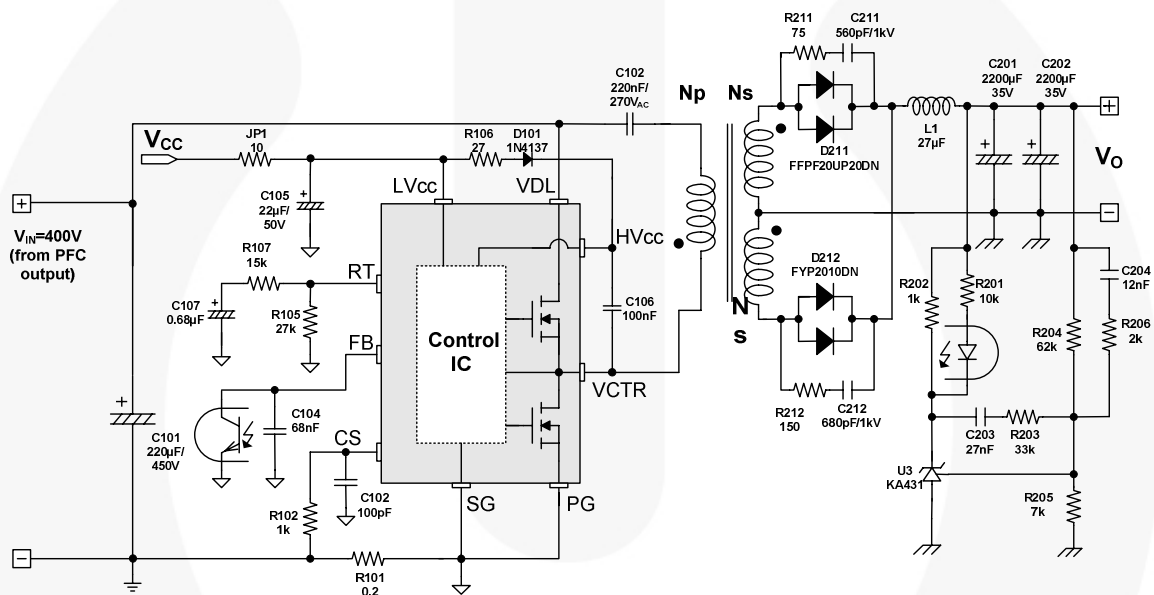 R211
75
C211
560pF/1kV
C102
220nF/
270VAC
Np
Ns
C201
2200µF
35V
C202
2200µF
35V
+
L1
27µF
D211
FFPF20UP20DN
VO
VCC
JP1
10
R106
27
D101
1N4137
LVcc
VDL
+
C105
22µF/
50V
+
VIN=400V
(from PFC
output)
HVcc
R107
15k
RT
+
C107
0.68µF
R105
27k
C106
100nF
D212
FYP2010DN
N
s
R202
1k
R201
10k
C204
12nF
R204
62k
R206
2k
FB
Control
IC
VCTR
+
C101
220µF/
450V
C104
68nF
CS
R212
150
C212
680pF/1kV
C203
27nF
R203
33k
U3
KA431
R205
7k
R102
1k
C102
100pF
SG
PG
R101
0.2